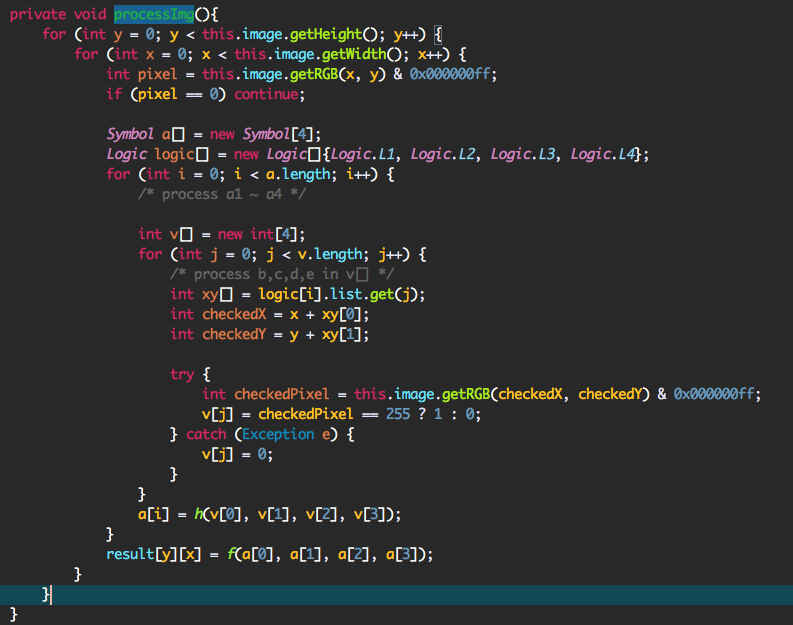 private void processImg(){
    for (int y = 0; y < this.image.getHeight(); y++) {
        for (int x = 0; x < this.image.getWidth(); x++) {
            int pixel = this.image.getRGB(x, y) & 0x000000ff;
            if (pixel == 0) continue;

            Symbol a[] = new Symbol[4];
            Logic logic[] = new Logic[]{Logic.L1, Logic.L2, Logic.L3, Logic.L4};
            for (int i = 0; i < a.length; i++) {
                /* process a1 ~ a4 */

                int v[] = new int[4];
                for (int j = 0; j < v.length; j++) {
                    /* process b,c,d,e in v[] */
                    int xy[] = logic[i].list.get(j);
                    int checkedX = x + xy[0];
                    int checkedY = y + xy[1];

                    try {
                        int checkedPixel = this.image.getRGB(checkedX, checkedY) & 0x000000ff;
                        v[j] = checkedPixel == 255 ? 1 : 0;
                    } catch (Exception e) {
                        v[j] = 0;
                    }
                }
                a[i] = h(v[0], v[1], v[2], v[3]);
            }
            result[y][x] = f(a[0], a[1], a[2], a[3]);
        }
    }
}